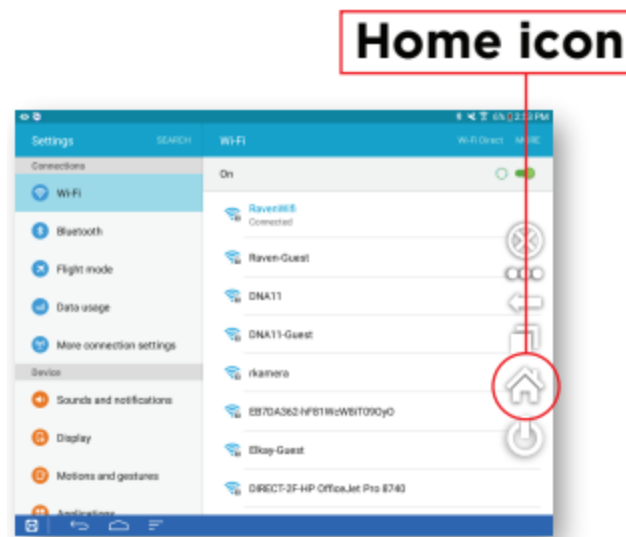 Home icon
Settings
SEARCH
Wi-Fi
Wi-Fi Direct
MORE
Connections
Wi-Fi
Bluetooth
Flight mode
Data usage
More connection settings
Device
Sounds and notifications
Display
Motions and gestures
Applications
On
RavenWifi
Connected
Raven-Guest
DNA11
DNA11-Guest
rkamera
Elkay-Guest
DIRECT-2F-HP OfficeJet Pro 8740